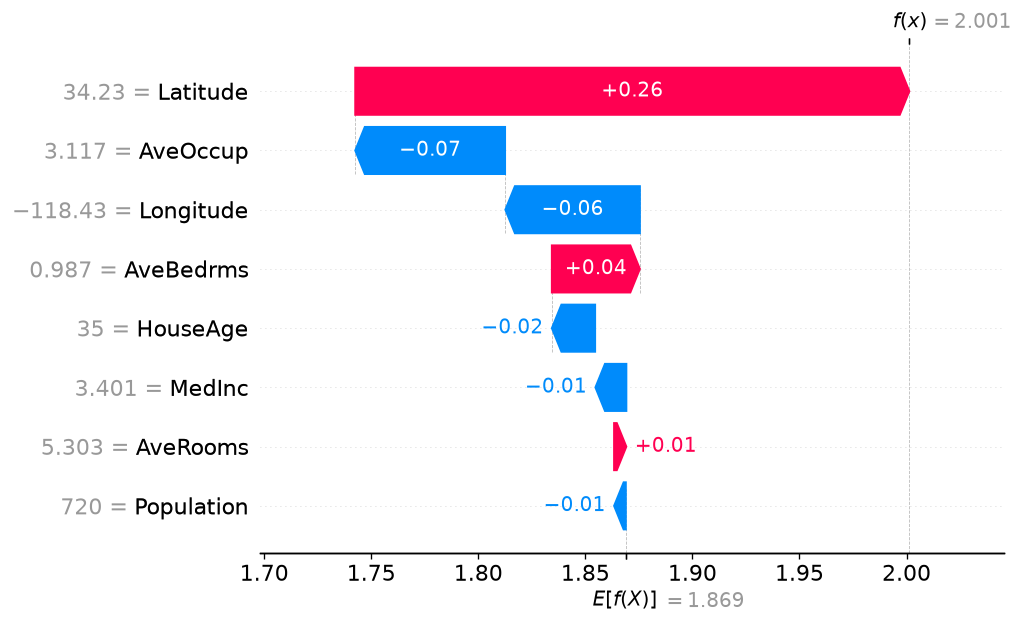 f(x) = 2.001
34.23 = Latitude +0.26
3.117 = AveOccup −0.07
−118.43 = Longitude −0.06
0.987 = AveBedrms +0.04
35 = HouseAge −0.02
3.401 = MedInc −0.01
5.303 = AveRooms +0.01
720 = Population −0.01
1.70 1.75 1.80 1.85 1.90 1.95 2.00
E[f(X)] = 1.869